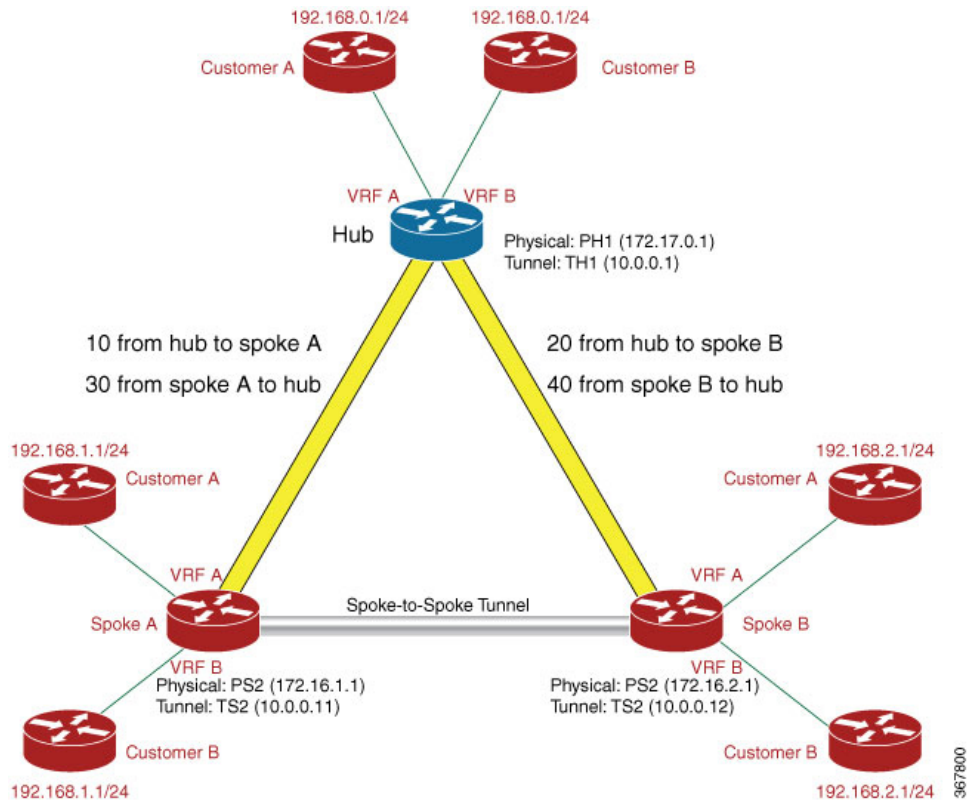 192.168.0.1/24
192.168.0.1/24
Customer A
Customer B
VRF A
VRF B
Hub
Physical: PH1 (172.17.0.1)
Tunnel: TH1 (10.0.0.1)
10 from hub to spoke A
30 from spoke A to hub
20 from hub to spoke B
40 from spoke B to hub
192.168.1.1/24
Customer A
192.168.2.1/24
Customer A
VRF A
VRF A
Spoke A
Spoke-to-Spoke Tunnel
Spoke B
VRF B
Physical: PS2 (172.16.1.1)
Tunnel: TS2 (10.0.0.11)
VRF B
Physical: PS2 (172.16.2.1)
Tunnel: TS2 (10.0.0.12)
Customer B
192.168.1.1/24
Customer B
192.168.2.1/24
367800